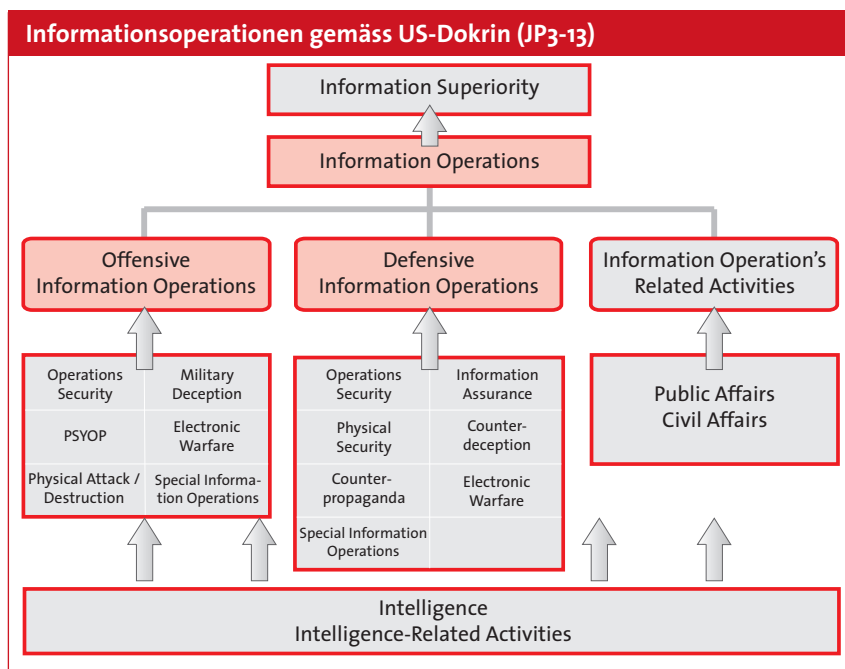 Informationsoperationen gemäss US-Dokrin (JP3-13)
Information Superiority
Information Operations
Offensive
Information Operations
Defensive
Information Operations
Information Operation's
Related Activities
Operations
Security
Military
Deception
PSYOP
Electronic
Warfare
Physical Attack /
Destruction
Special Informa-
tion Operations
Operations
Security
Information
Assurance
Physical
Security
Counter-
deception
Counter-
propaganda
Electronic
Warfare
Special Information
Operations
Public Affairs
Civil Affairs
Intelligence
Intelligence-Related Activities